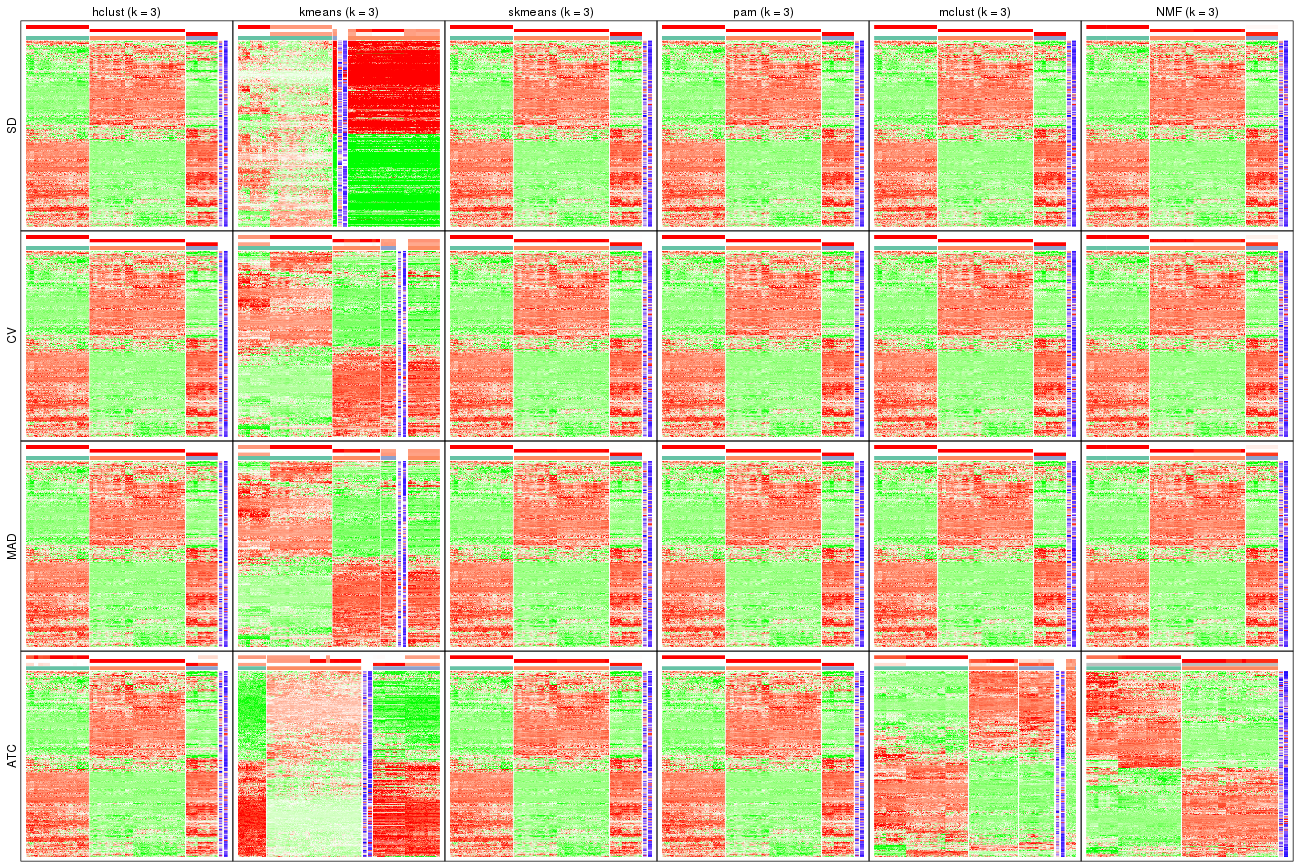 hclust (k = 3) kmeans (k = 3) skmeans (k = 3) pam (k = 3) mclust (k = 3) NMF (k = 3)
SD
CV
MAD
ATC